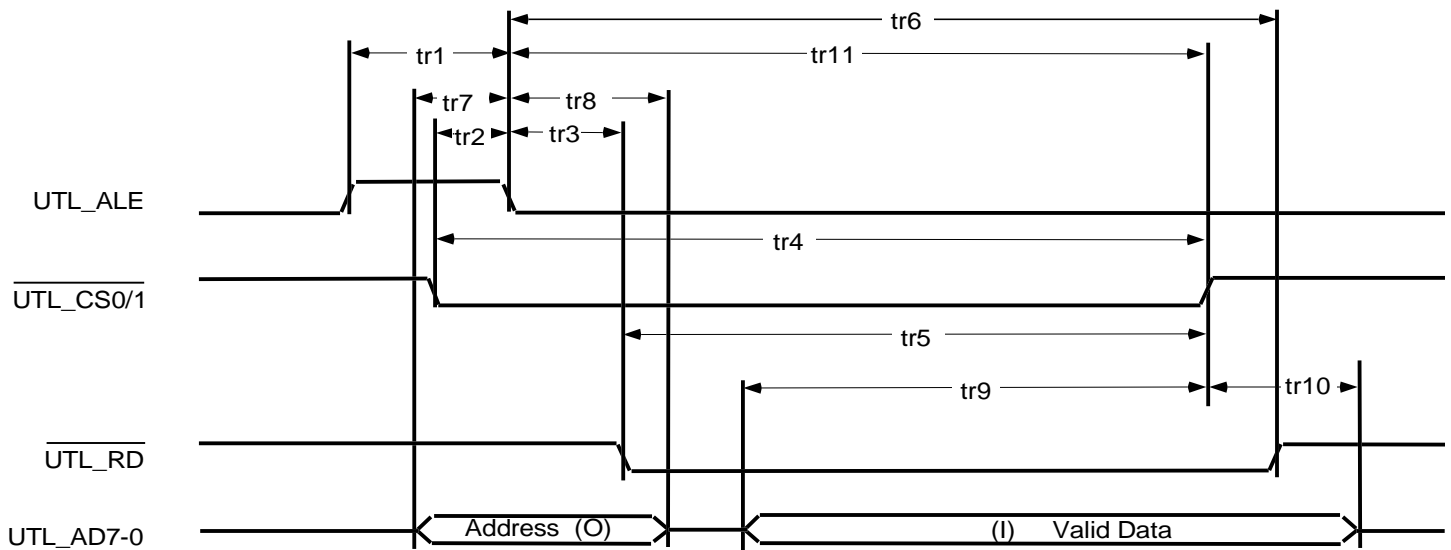 tr6
tr1
tr11
tr7
tr8
tr2
tr3
UTL_ALE
tr4
UTL_CS0/1
tr5
tr9
tr10
UTL_RD
UTL_AD7-0
Address (O)
(I) Valid Data